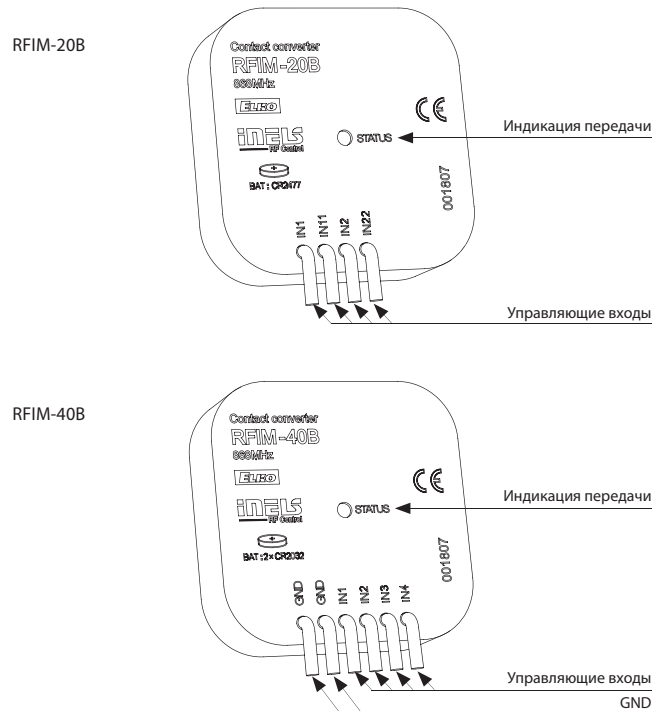 RFIM-20B
Contact converter
RFIM-20B
868MHz
ELKO
iNELS
RF Control
BAT : CR2477
CE
STATUS
Индикация передачи
001807
IN1
IN11
IN2
IN22
Управляющие входы
RFIM-40B
Contact converter
RFIM-40B
868MHz
ELKO
iNELS
RF Control
BAT :2×CR2032
CE
STATUS
Индикация передачи
001807
GND
GND
IN1
IN2
IN3
IN4
Управляющие входы
GND